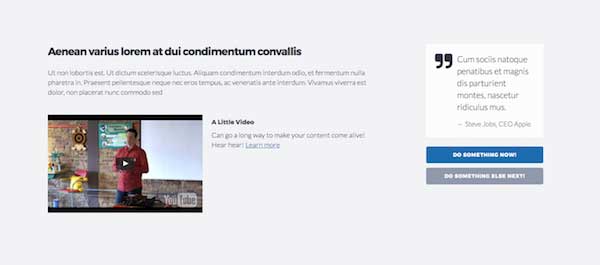 Aenean varius lorem at dui condimentum convallis
Ut non lobortis est. Ut dictum scelerisque luctus. Aliquam condimentum interdum odio, et fermentum nulla
pharetra in. Praesent pellentesque neque nec eros tempus, ac venenatis ante interdum. Vivamus viverra est
dolor, non placerat nunc commodo sed
A Little Video
Can go a long way to make your content come alive!
Hear hear! Learn more
YouTube
Cum sociis natoque
penatibus et magnis
dis parturient
montes, nascetur
ridiculus mus.
— Steve Jobs, CEO Apple
DO SOMETHING NOW!
DO SOMETHING ELSE NEXT!